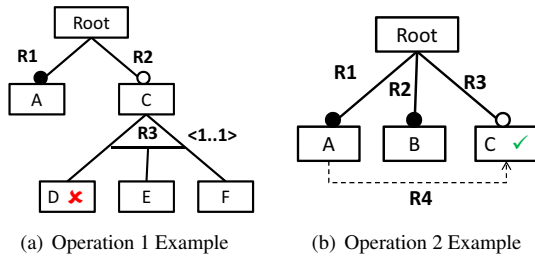 Root
R1
R2
A
C
R3
<1..1>
D
E
F
(a) Operation 1 Example
Root
R1
R2
R3
A
B
C
R4
(b) Operation 2 Example